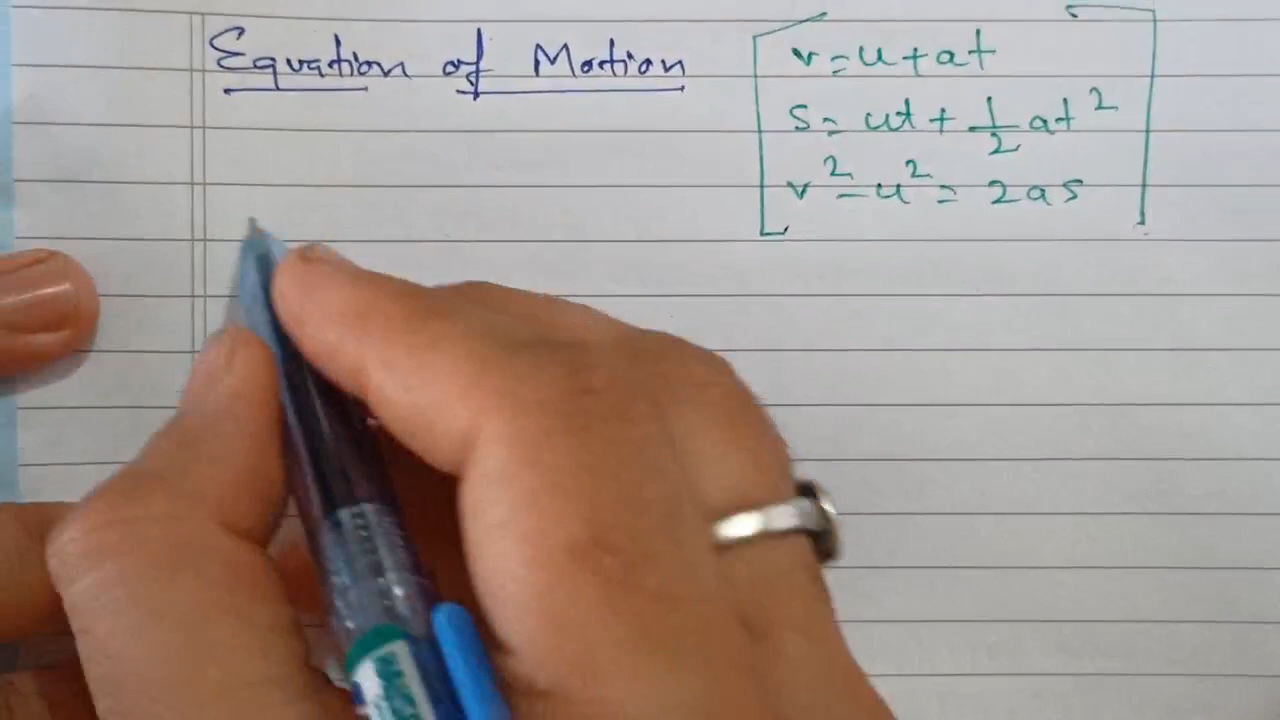 Equation of Motion
v = u + at
s = ut + 1/2 at²
v² - u² = 2as